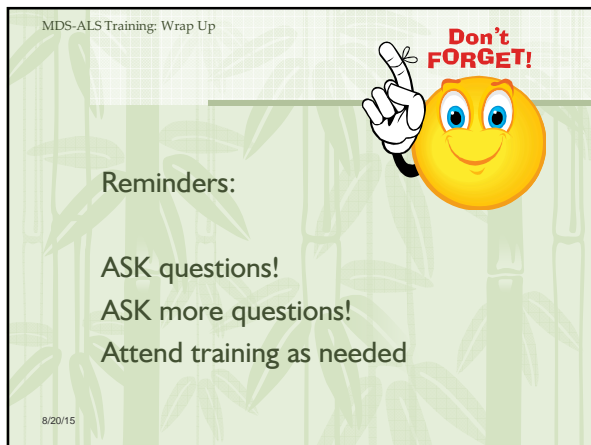 MDS-ALS Training: Wrap Up
Don't
FORGET!
Reminders:
ASK questions!
ASK more questions!
Attend training as needed
8/20/15